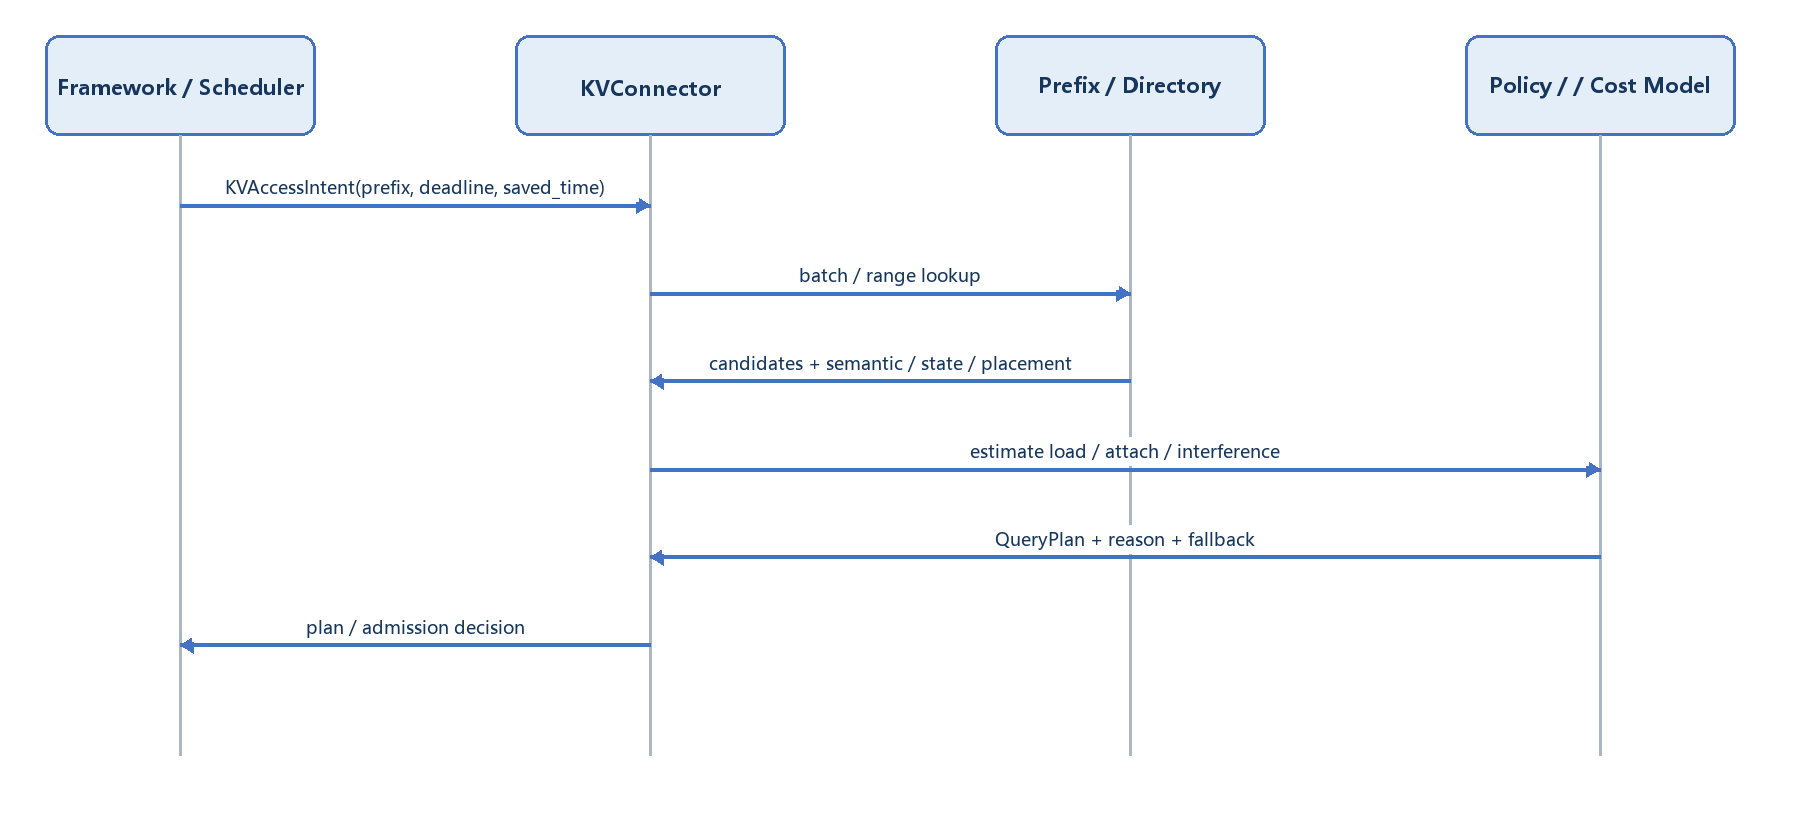 Framework / Scheduler
KVConnector
Prefix / Directory
Policy / / Cost Model
KVAccessIntent(prefix, deadline, saved_time)
batch / range lookup
candidates + semantic / state / placement
estimate load / attach / interference
QueryPlan + reason + fallback
plan / admission decision